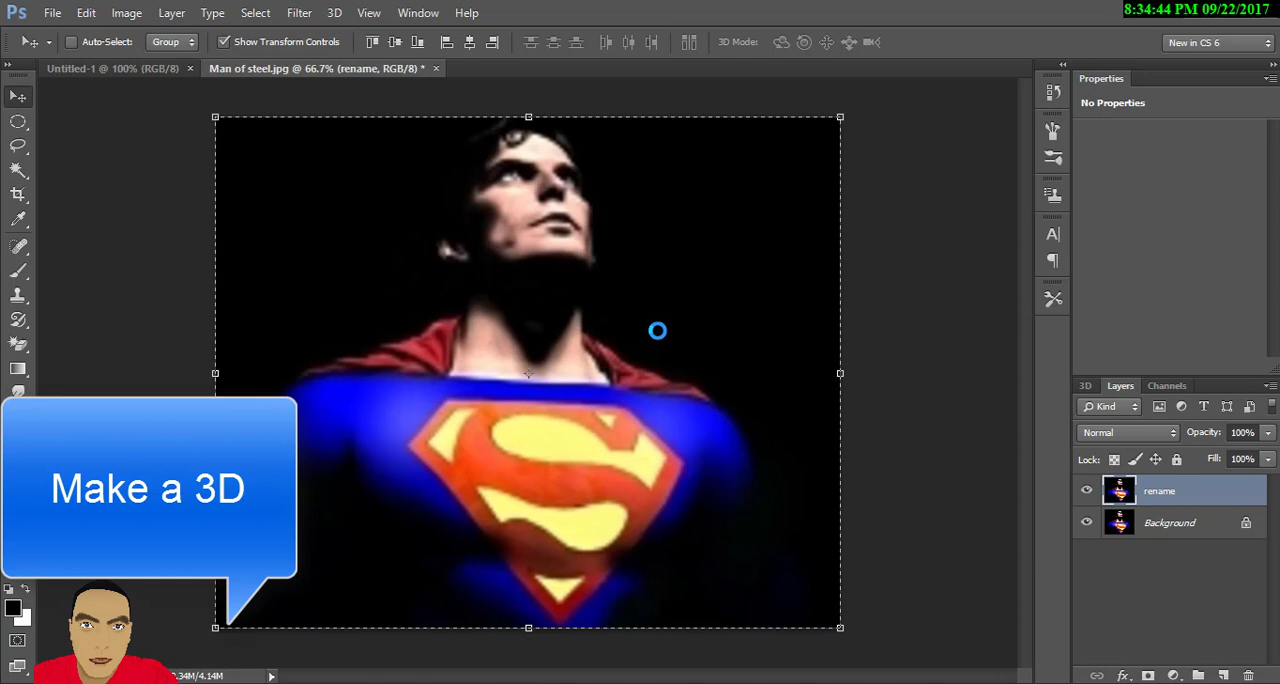 Ps File Edit Image Layer Type Select Filter 3D View Window Help
8:34:44 PM 09/22/2017
Auto-Select: Group Show Transform Controls 3D Mode: New in CS 6
Untitled-1 @ 100% (RGB/8) × Man of steel.jpg @ 66.7% (rename, RGB/8) * ×
Properties
No Properties
S
Make a 3D
3D Layers Channels
Kind
Normal Opacity: 100%
Lock: Fill: 100%
rename
Background
.34M/4.14M